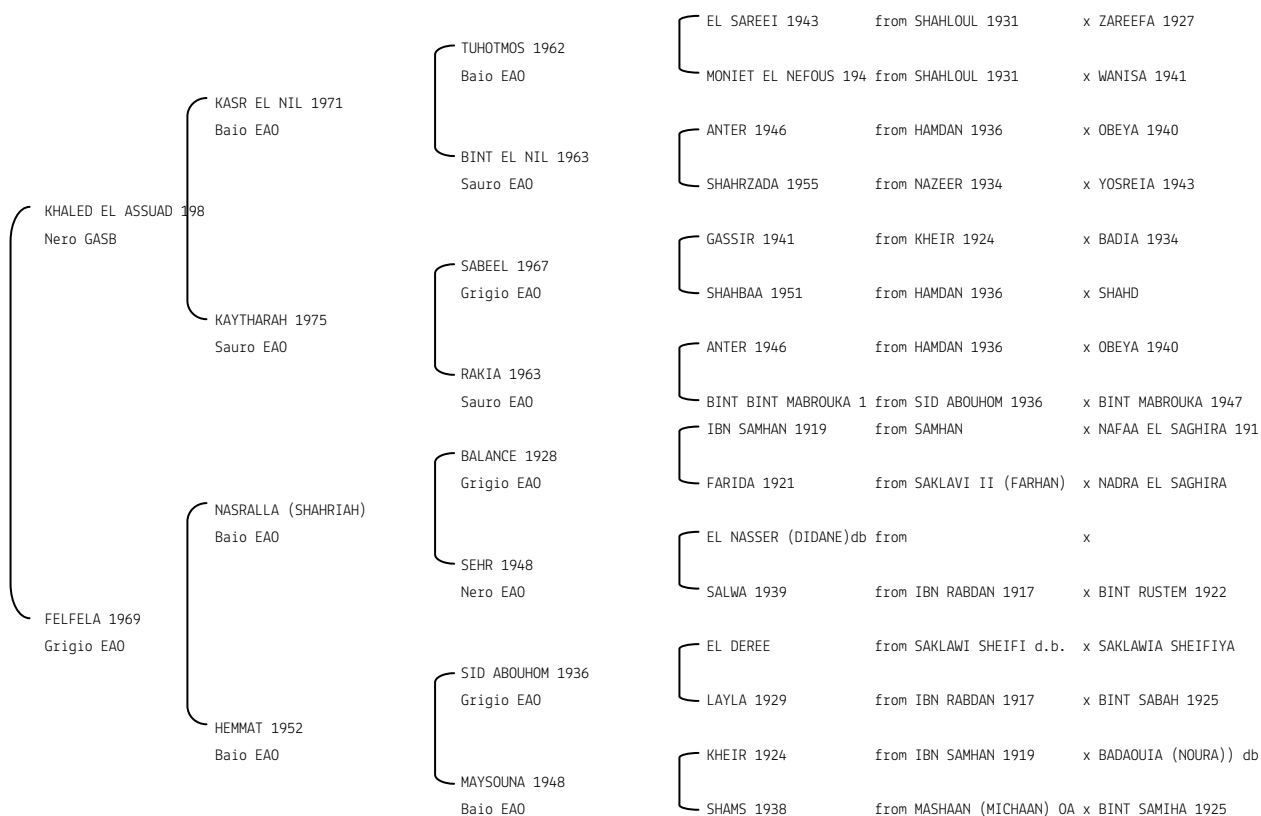 EL SAREEI 1943 from SHAHLOUL 1931 x ZAREEFA 1927
TUHOTMOS 1962
Baio EAO MONIET EL NEFOUS 194 from SHAHLOUL 1931 x WANISA 1941
KASR EL NIL 1971
Baio EAO ANTER 1946 from HAMDAN 1936 x OBEYA 1940
BINT EL NIL 1963
Sauro EAO SHAHRZADA 1955 from NAZEER 1934 x YOSREIA 1943
KHALED EL ASSUAD 198
Nero GASB GASSIR 1941 from KHEIR 1924 x BADIA 1934
SABEEL 1967
Grigio EAO SHAHBAA 1951 from HAMDAN 1936 x SHAHD
KAYTHARAH 1975
Sauro EAO ANTER 1946 from HAMDAN 1936 x OBEYA 1940
RAKIA 1963
Sauro EAO BINT BINT MABROUKA 1 from SID ABOUHOM 1936 x BINT MABROUKA 1947
IBN SAMHAN 1919 from SAMHAN x NAFAA EL SAGHIRA 191
BALANCE 1928
Grigio EAO FARIDA 1921 from SAKLAVI II (FARHAN) x NADRA EL SAGHIRA
NASRALLA (SHAHRIAH)
Baio EAO EL NASSER (DIDANE)db from x
SEHR 1948
Nero EAO SALWA 1939 from IBN RABDAN 1917 x BINT RUSTEM 1922
FELFELA 1969
Grigio EAO EL DEREE from SAKLAWI SHEIFI d.b. x SAKLAWIA SHEIFIYA
SID ABOUHOM 1936
Grigio EAO LAYLA 1929 from IBN RABDAN 1917 x BINT SABAH 1925
HEMMAT 1952
Baio EAO KHEIR 1924 from IBN SAMHAN 1919 x BADAOUIA (NOURA)) db
MAYSOUNA 1948
Baio EAO SHAMS 1938 from MASHAAN (MICHAAN) OA x BINT SAMIHA 1925